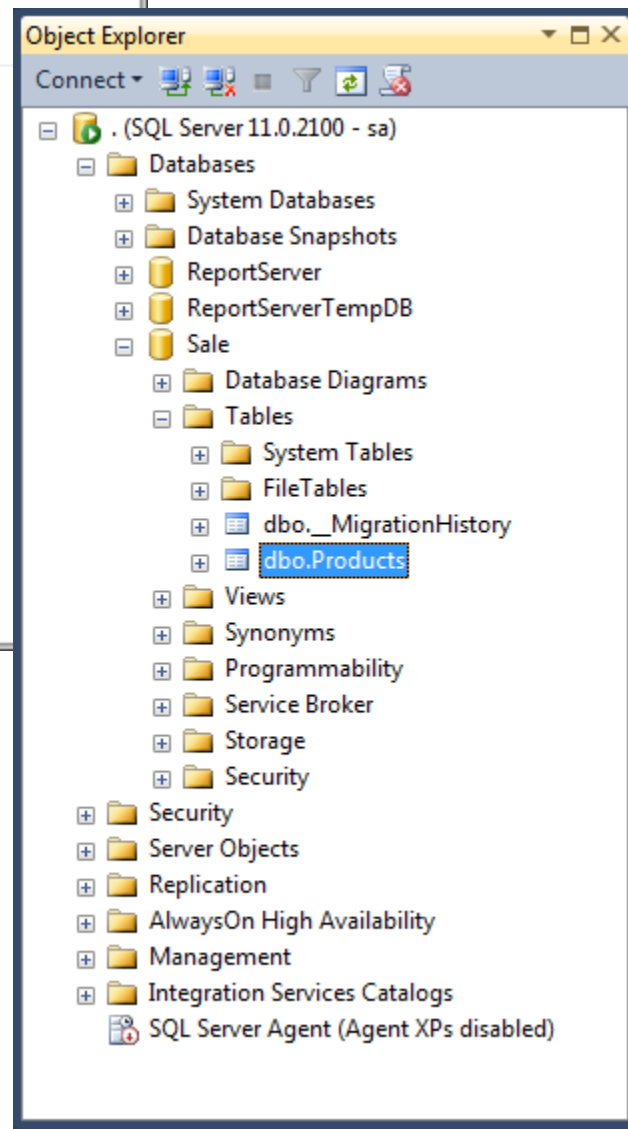 Object Explorer
Connect
. (SQL Server 11.0.2100 - sa)
Databases
System Databases
Database Snapshots
ReportServer
ReportServerTempDB
Sale
Database Diagrams
Tables
System Tables
FileTables
dbo.__MigrationHistory
dbo.Products
Views
Synonyms
Programmability
Service Broker
Storage
Security
Security
Server Objects
Replication
AlwaysOn High Availability
Management
Integration Services Catalogs
SQL Server Agent (Agent XPs disabled)